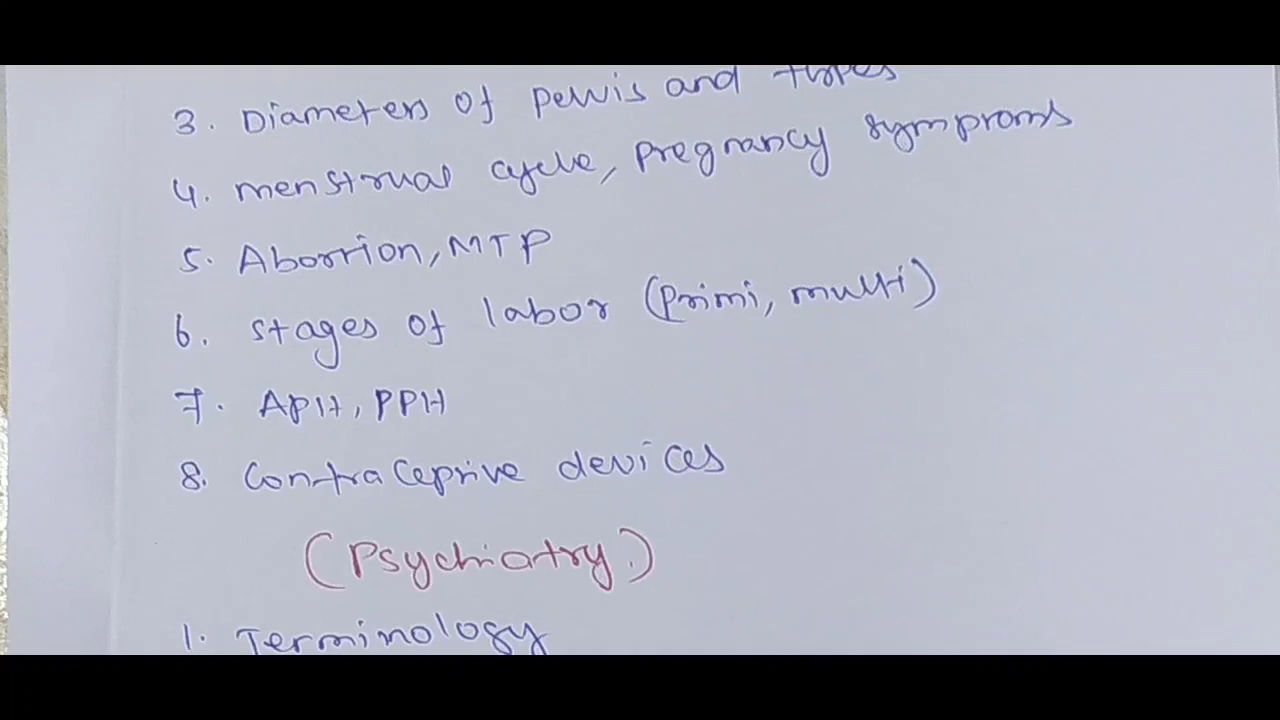 3. Diameters of pelvis and types
4. menstrual cycle, pregnancy symptoms
5. Abortion, MTP
6. stages of labor (primi, multi)
7. APH, PPH
8. Contraceptive devices
(Psychiatry.)
1. Terminology